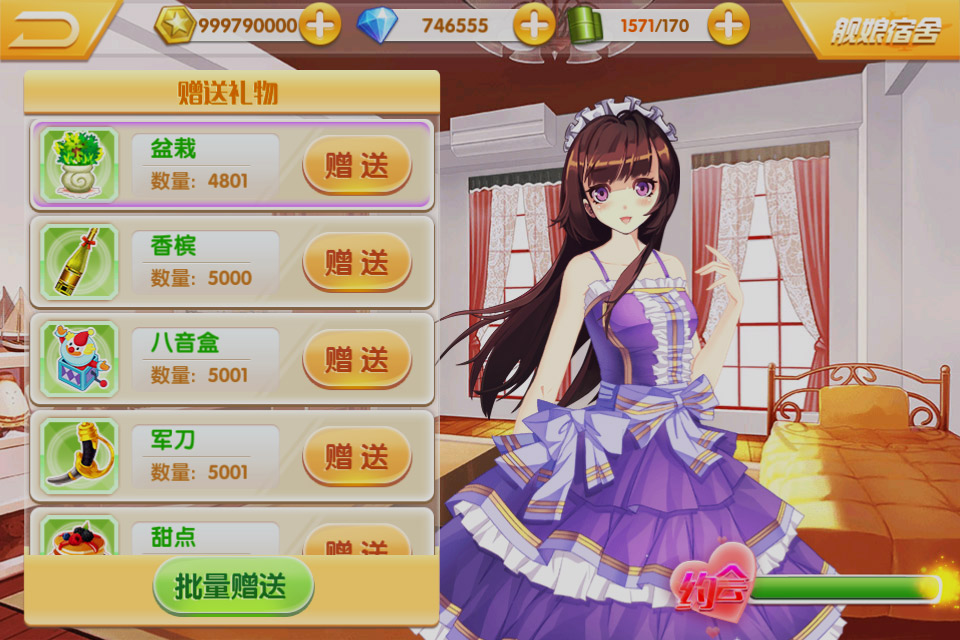 999790000
746555
1571/170
舰娘宿舍
赠送礼物
盆栽
数量: 4801
赠送
香槟
数量: 5000
赠送
八音盒
数量: 5001
赠送
军刀
数量: 5001
赠送
甜点
赠送
批量赠送
约会